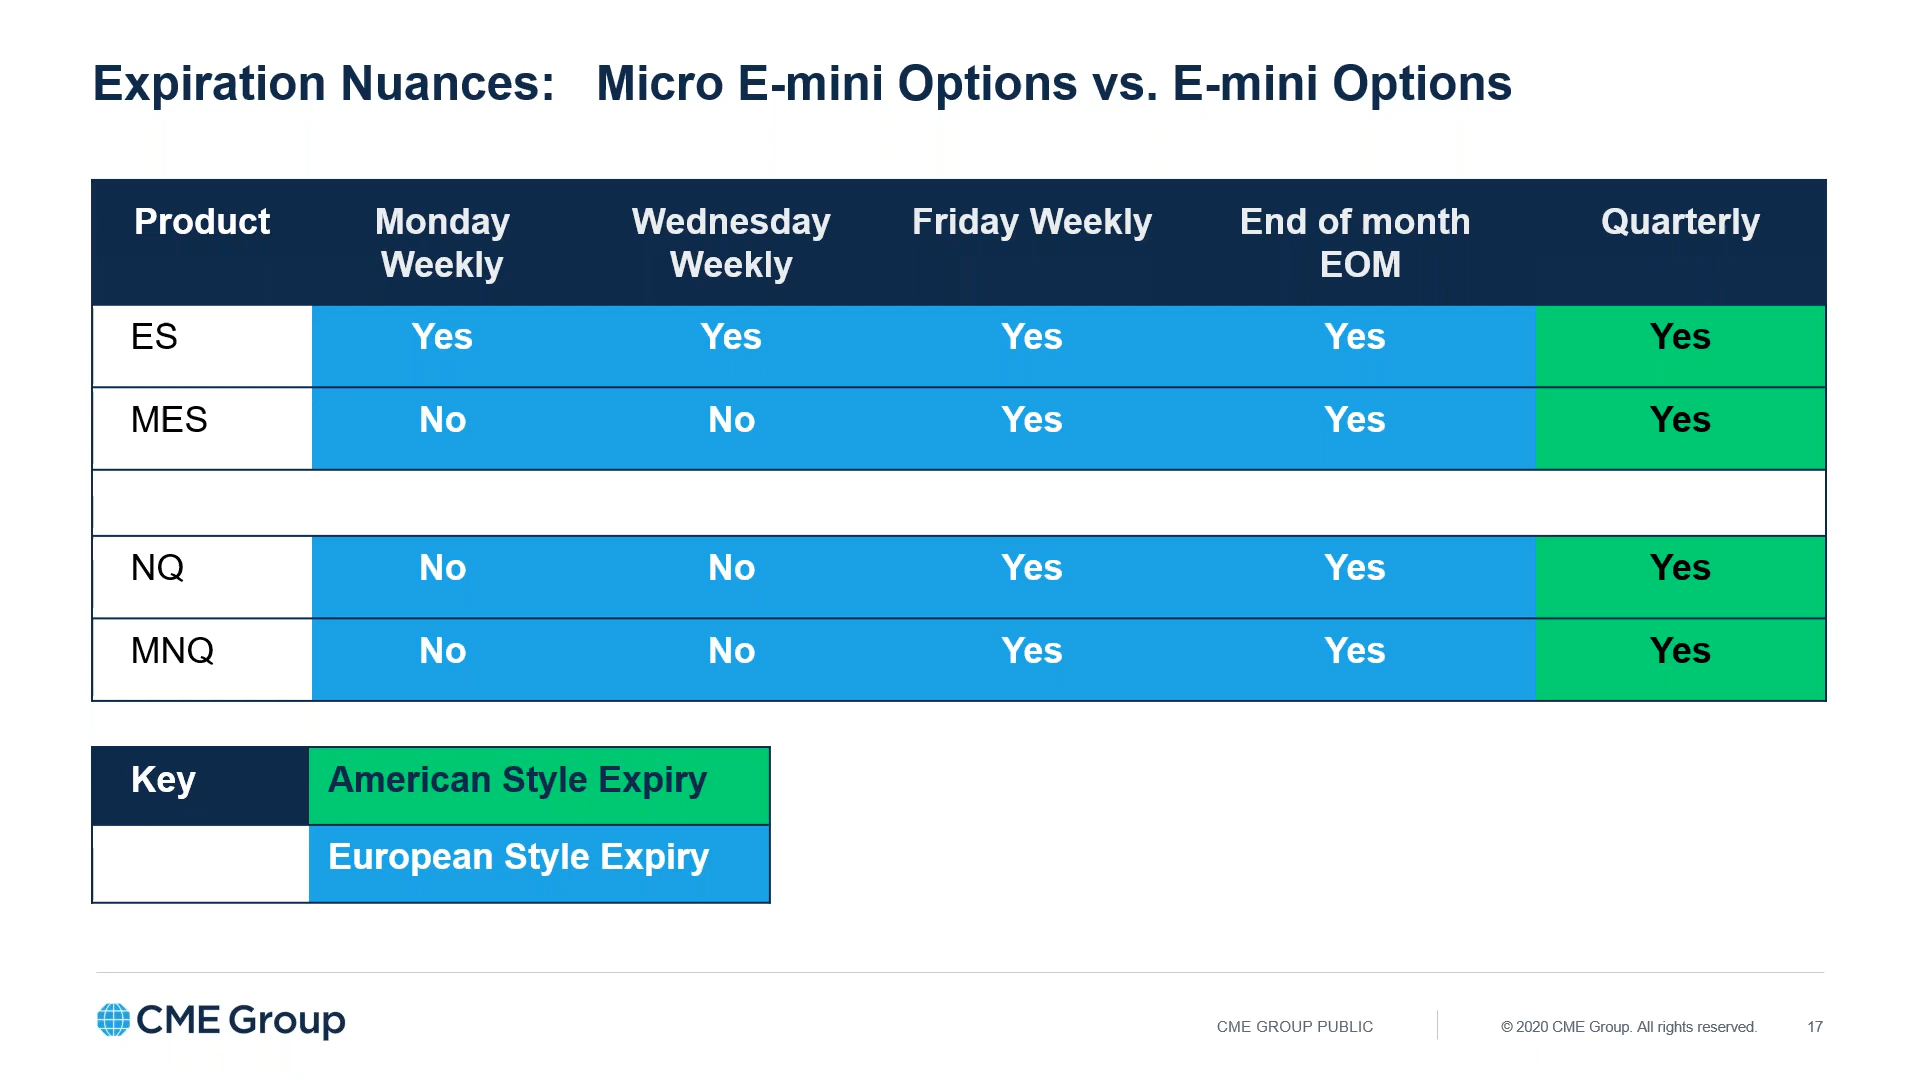 Expiration Nuances: Micro E-mini Options vs. E-mini Options
Product Monday Weekly Wednesday Weekly Friday Weekly End of month EOM Quarterly
ES Yes Yes Yes Yes Yes
MES No No Yes Yes Yes
NQ No No Yes Yes Yes
MNQ No No Yes Yes Yes
Key American Style Expiry
European Style Expiry
CME Group
CME GROUP PUBLIC
© 2020 CME Group. All rights reserved.
17